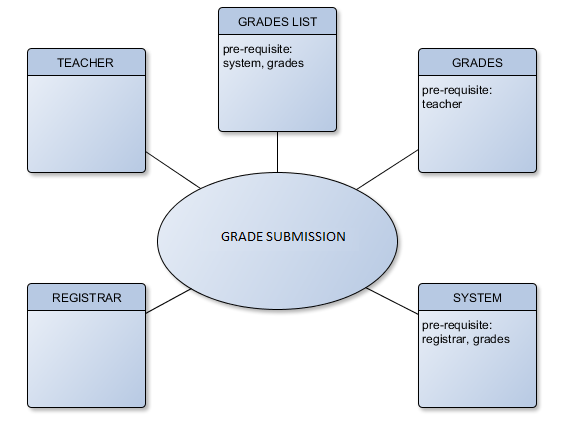 GRADES LIST
pre-requisite:
system, grades
TEACHER
GRADES
pre-requisite:
teacher
GRADE SUBMISSION
REGISTRAR
SYSTEM
pre-requisite:
registrar, grades